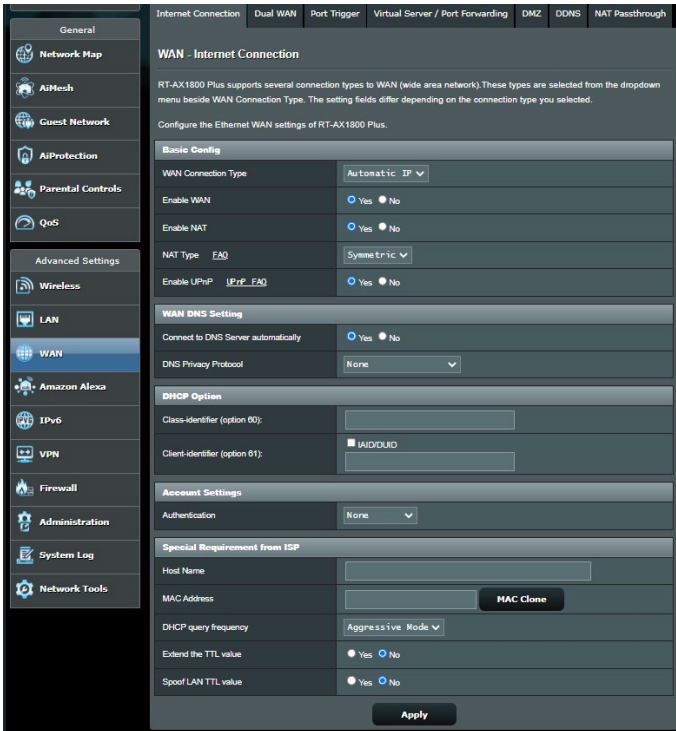 Internet Connection Dual WAN Port Trigger Virtual Server / Port Forwarding DMZ DDNS NAT Passthrough
General
Network Map
AiMesh
Guest Network
AiProtection
Parental Controls
QoS
Advanced Settings
Wireless
LAN
WAN
Amazon Alexa
IPv6
VPN
Firewall
Administration
System Log
Network Tools
WAN - Internet Connection
RT-AX1800 Plus supports several connection types to WAN (wide area network).These types are selected from the dropdown
menu beside WAN Connection Type. The setting fields differ depending on the connection type you selected.
Configure the Ethernet WAN settings of RT-AX1800 Plus.
Basic Config
WAN Connection Type Automatic IP
Enable WAN Yes No
Enable NAT Yes No
NAT Type FAQ Symmetric
Enable UPnP UPnP FAQ Yes No
WAN DNS Setting
Connect to DNS Server automatically Yes No
DNS Privacy Protocol None
DHCP Option
Class-identifier (option 60):
Client-identifier (option 61): IAID/DUID
Account Settings
Authentication None
Special Requirement from ISP
Host Name
MAC Address MAC Clone
DHCP query frequency Aggressive Mode
Extend the TTL value Yes No
Spoof LAN TTL value Yes No
Apply